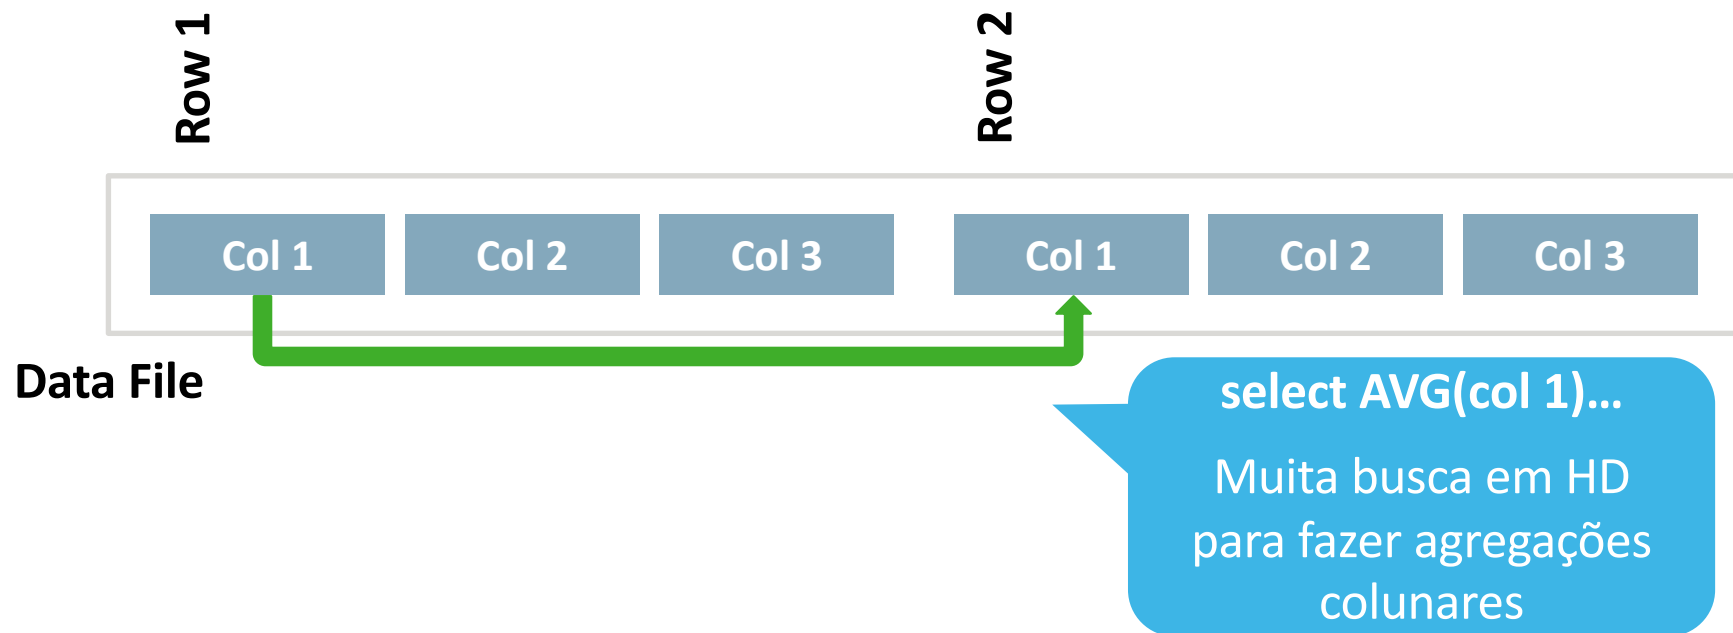 Row 1
Row 2
Col 1
Col 2
Col 3
Col 1
Col 2
Col 3
Data File
select AVG(col 1)...
Muita busca em HD
para fazer agregações
colunares